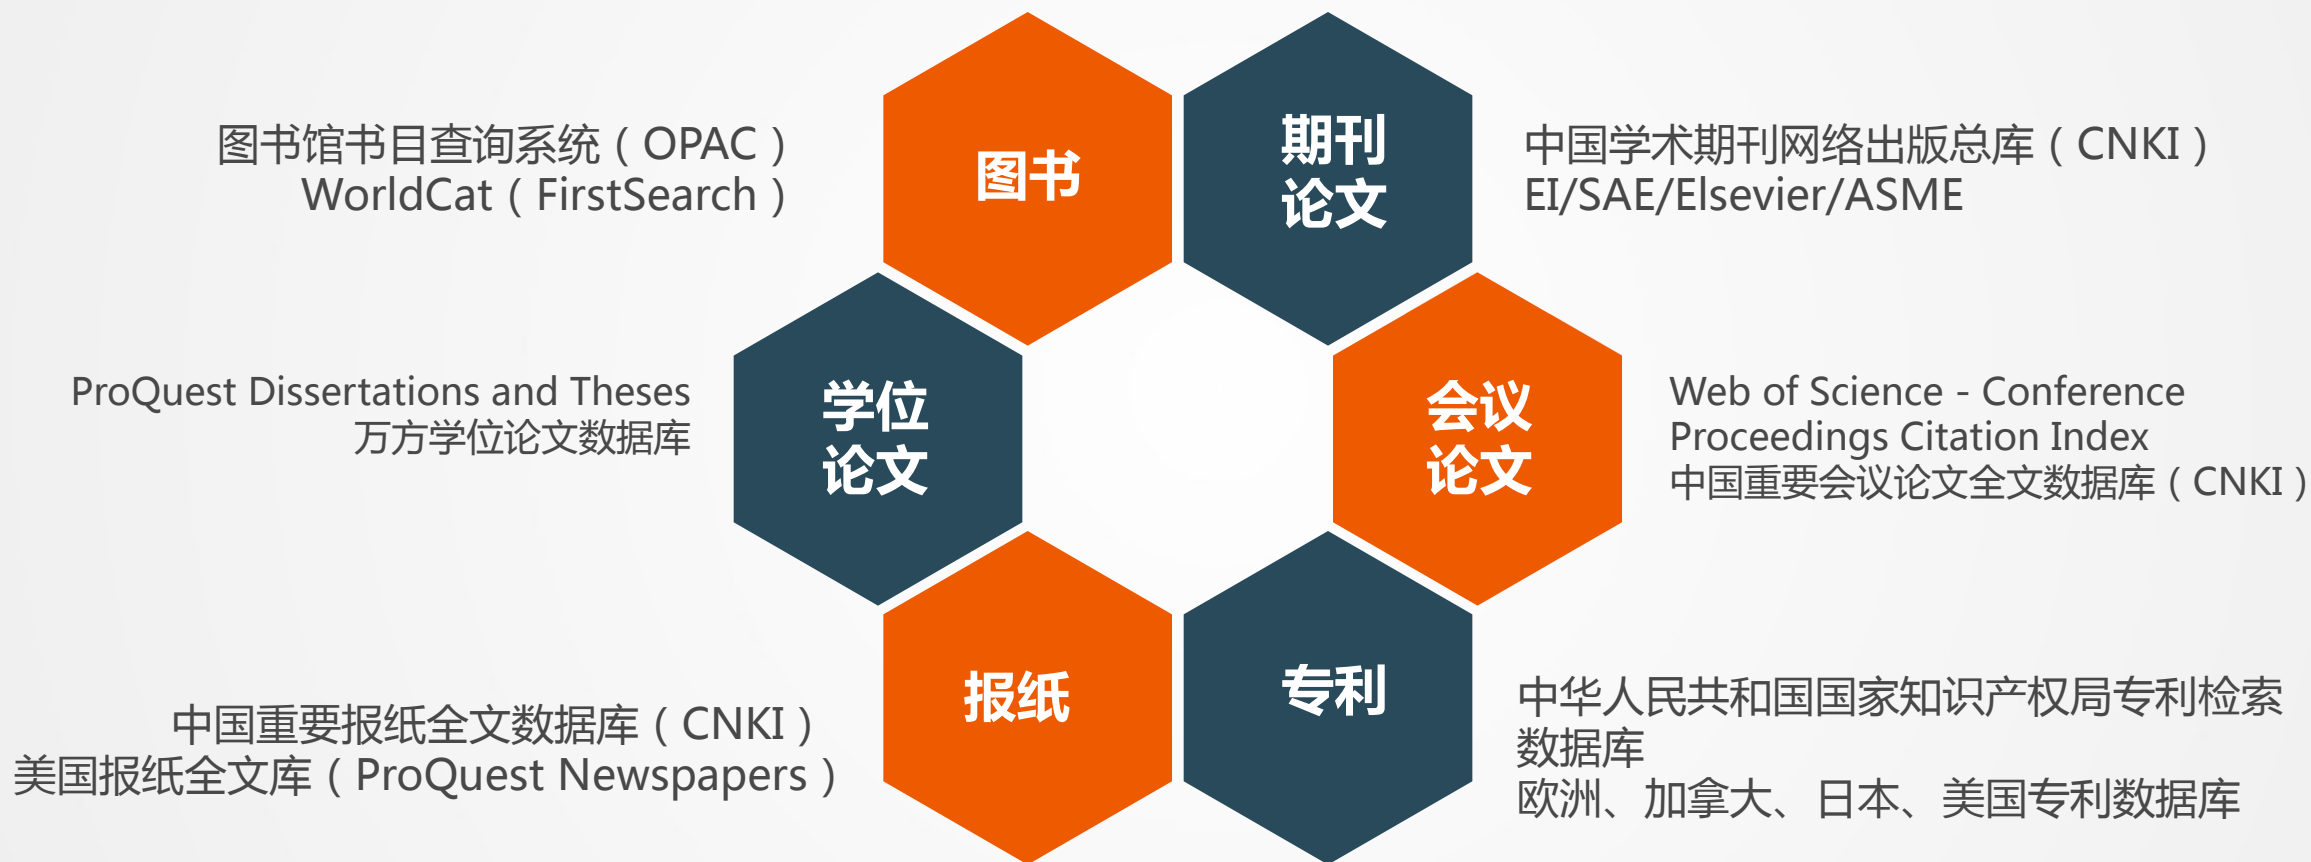 图书
图书馆书目查询系统（OPAC）
WorldCat（FirstSearch）
期刊
论文
中国学术期刊网络出版总库（CNKI）
EI/SAE/Elsevier/ASME
学位
论文
ProQuest Dissertations and Theses
万方学位论文数据库
会议
论文
Web of Science - Conference
Proceedings Citation Index
中国重要会议论文全文数据库（CNKI）
报纸
中国重要报纸全文数据库（CNKI）
美国报纸全文库（ProQuest Newspapers）
专利
中华人民共和国国家知识产权局专利检索
数据库
欧洲、加拿大、日本、美国专利数据库